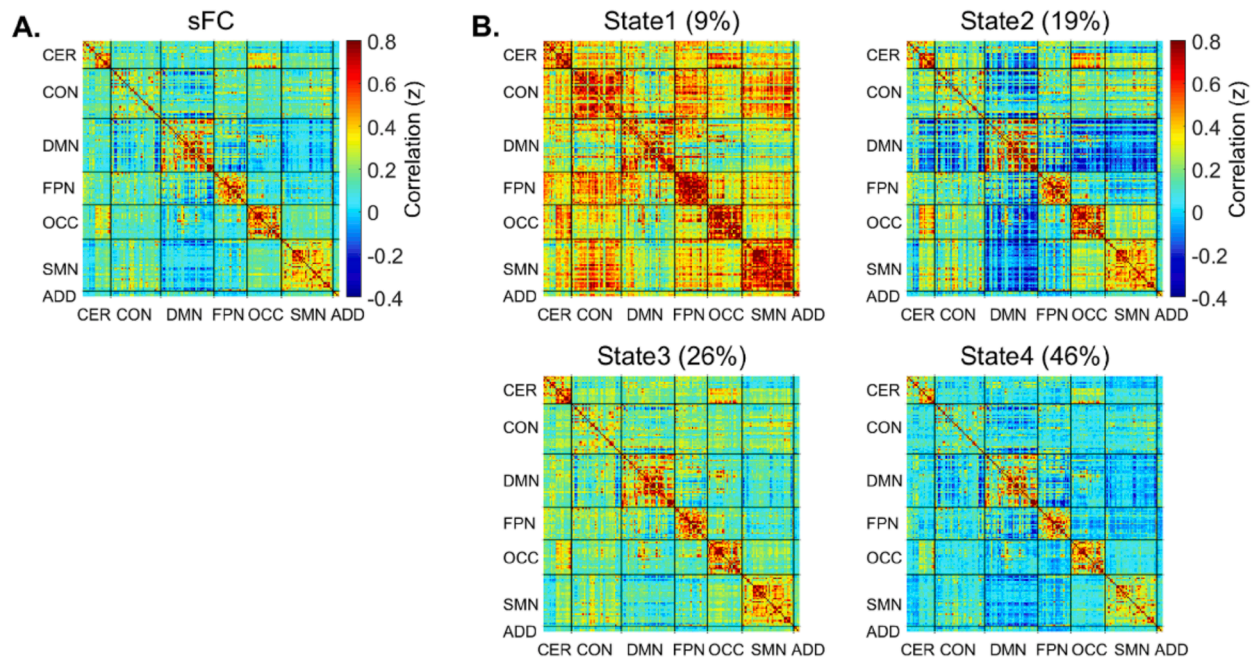 A.
sFC
CER
CON
DMN
FPN
OCC
SMN
ADD
CER CON DMN FPN OCC SMN ADD
0.8
0.6
0.4
0.2
0
-0.2
-0.4
Correlation (z)
B.
State1 (9%)
CER
CON
DMN
FPN
OCC
SMN
ADD
CER CON DMN FPN OCC SMN ADD
State2 (19%)
CER
CON
DMN
FPN
OCC
SMN
ADD
CER CON DMN FPN OCC SMN ADD
0.8
0.6
0.4
0.2
0
-0.2
-0.4
Correlation (z)
State3 (26%)
CER
CON
DMN
FPN
OCC
SMN
ADD
CER CON DMN FPN OCC SMN ADD
State4 (46%)
CER
CON
DMN
FPN
OCC
SMN
ADD
CER CON DMN FPN OCC SMN ADD